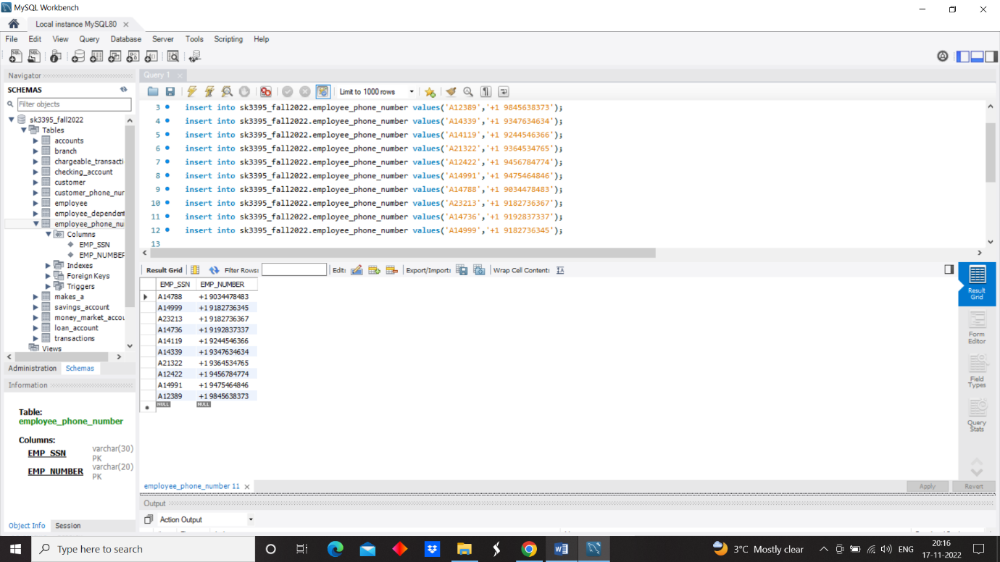 MySQL Workbench
Local instance MySQL80
File Edit View Query Database Server Tools Scripting Help
Navigator
SCHEMAS
Filter objects
sk3395_fall2022
Tables
accounts
branch
chargeable_transacti
checking_account
customer
customer_phone_nur
employee
employee_dependent
employee_phone_nu
Columns
EMP_SSN
EMP_NUMBER
Indexes
Foreign Keys
Triggers
makes_a
savings_account
money_market_accou
loan_account
transactions
Views
Administration Schemas
Information
Table:
employee_phone_number
Columns:
EMP_SSN varchar(30)
PK
EMP_NUMBER varchar(20)
PK
Object Info Session
Query 1
Limit to 1000 rows
3 insert into sk3395_fall2022.employee_phone_number values('A12389','+1 9845638373');
4 insert into sk3395_fall2022.employee_phone_number values('A14339','+1 9347634634');
5 insert into sk3395_fall2022.employee_phone_number values('A14119','+1 9244546366');
6 insert into sk3395_fall2022.employee_phone_number values('A21322','+1 9364534765');
7 insert into sk3395_fall2022.employee_phone_number values('A12422','+1 9456784774');
8 insert into sk3395_fall2022.employee_phone_number values('A14991','+1 9475464846');
9 insert into sk3395_fall2022.employee_phone_number values('A14788','+1 9034478483');
10 insert into sk3395_fall2022.employee_phone_number values('A23213','+1 9182736367');
11 insert into sk3395_fall2022.employee_phone_number values('A14736','+1 9192837337');
12 insert into sk3395_fall2022.employee_phone_number values('A14999','+1 9182736345');
13
Result Grid Filter Rows: Edit: Export/Import: Wrap Cell Content:
EMP_SSN EMP_NUMBER
A14788 +1 9034478483
A14999 +1 9182736345
A23213 +1 9182736367
A14736 +1 9192837337
A14119 +1 9244546366
A14339 +1 9347634634
A21322 +1 9364534765
A12422 +1 9456784774
A14991 +1 9475464846
A12389 +1 9845638373
NULL NULL
Result
Grid
Form
Editor
Field
Types
Query
Stats
employee_phone_number 11
Apply Revert
Output
Action Output
Type here to search
3°C Mostly clear
ENG
20:16
17-11-2022